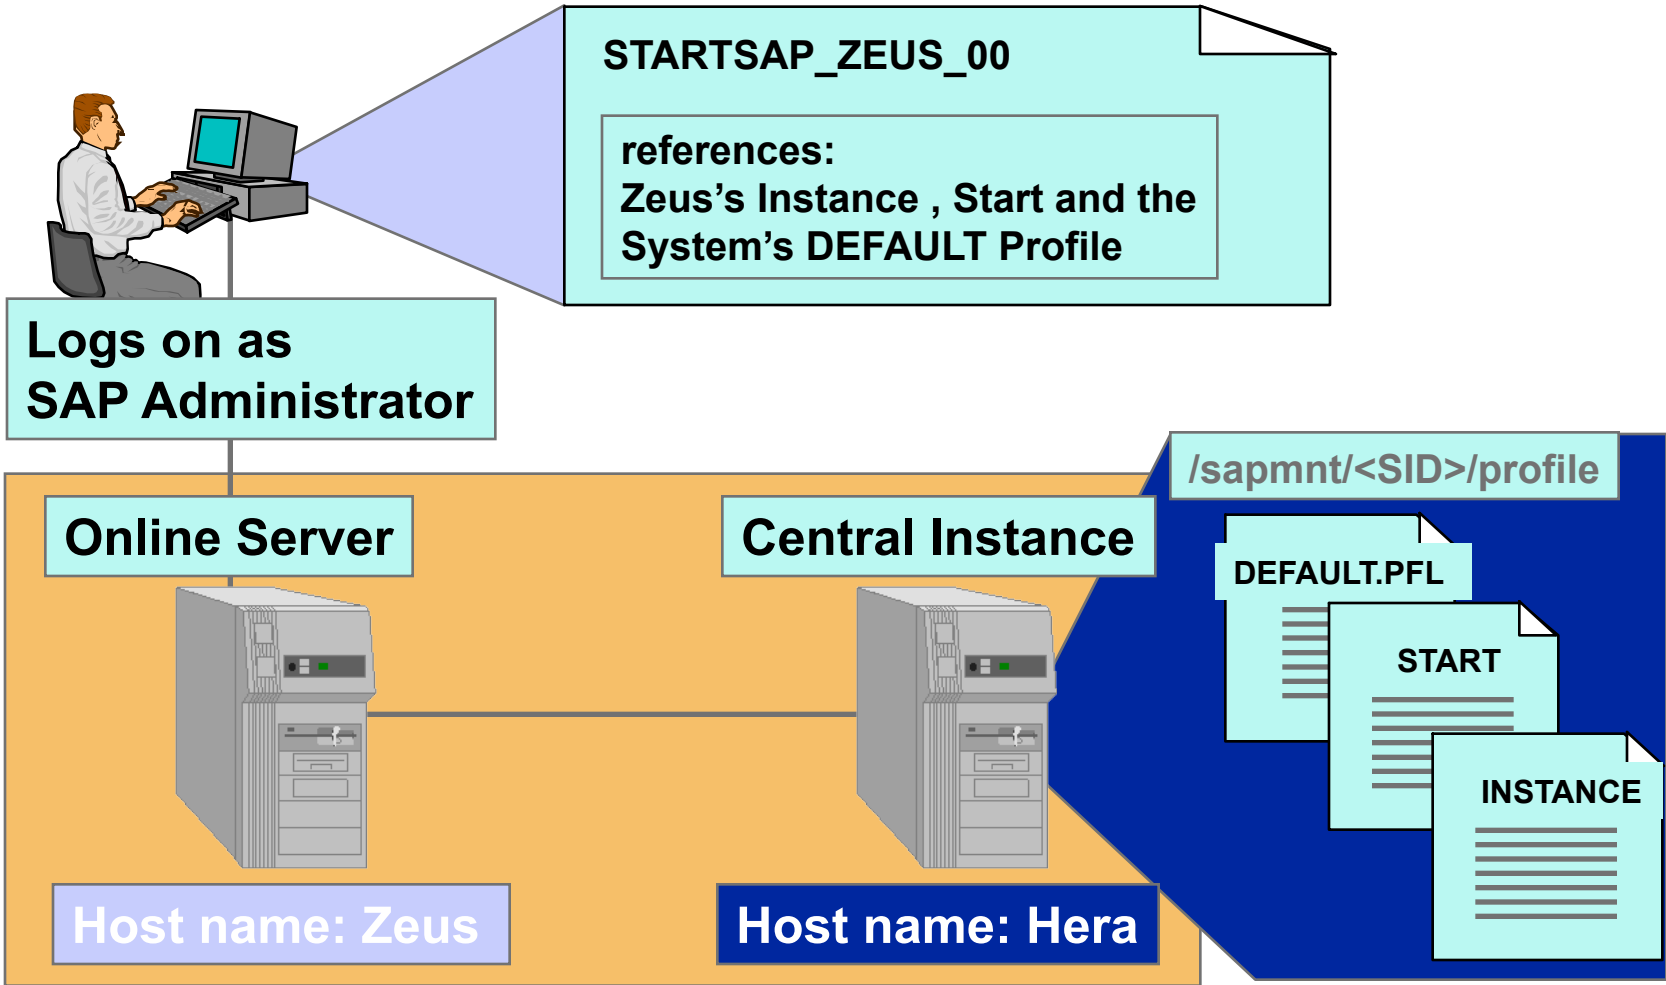 STARTSAP_ZEUS_00
references:
Zeus’s Instance , Start and the
System’s DEFAULT Profile
Logs on as
SAP Administrator
/sapmnt/<SID>/profile
Online Server
Central Instance
DEFAULT.PFL
START
INSTANCE
Host name: Zeus
Host name: Hera